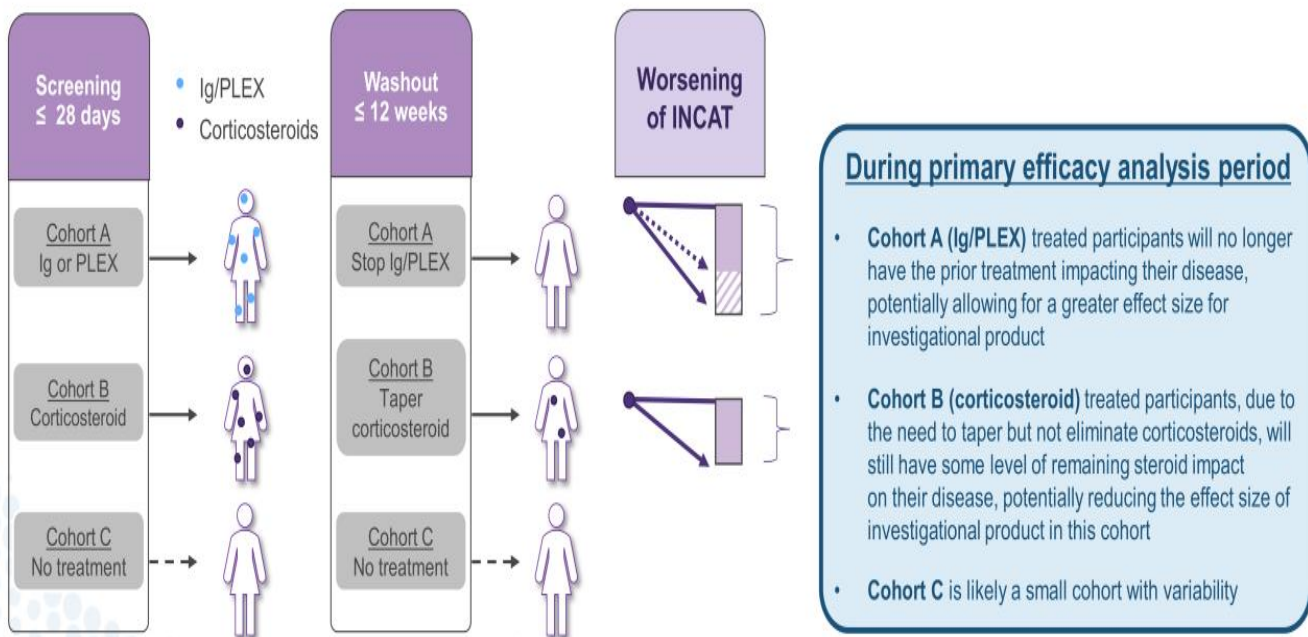 Screening
≤ 28 days
Ig/PLEX
Corticosteroids
Washout
≤ 12 weeks
Worsening
of INCAT
Cohort A
Ig or PLEX
Cohort A
Stop Ig/PLEX
Cohort B
Corticosteroid
Cohort B
Taper
corticosteroid
Cohort C
No treatment
Cohort C
No treatment
During primary efficacy analysis period
• Cohort A (Ig/PLEX) treated participants will no longer
have the prior treatment impacting their disease,
potentially allowing for a greater effect size for
investigational product
• Cohort B (corticosteroid) treated participants, due to
the need to taper but not eliminate corticosteroids, will
still have some level of remaining steroid impact
on their disease, potentially reducing the effect size of
investigational product in this cohort
• Cohort C is likely a small cohort with variability